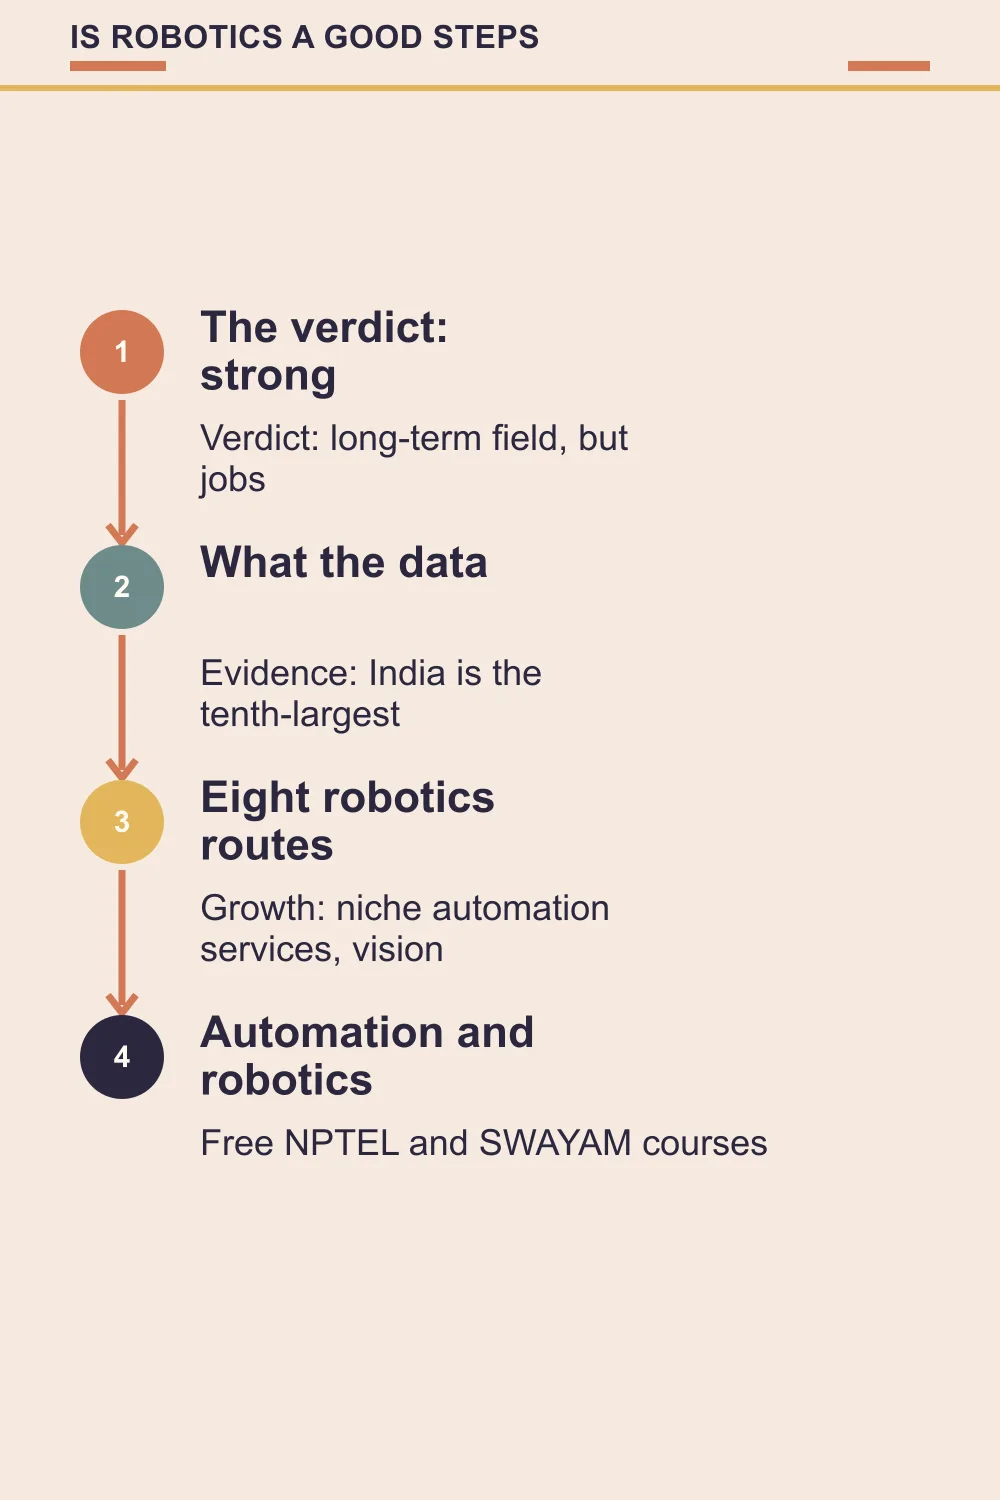 IS ROBOTICS A GOOD STEPS
1
The verdict:
strong
Verdict: long-term field, but
jobs
2
What the data
Evidence: India is the
tenth-largest
3
Eight robotics
routes
Growth: niche automation
services, vision
4
Automation and
robotics
Free NPTEL and SWAYAM courses